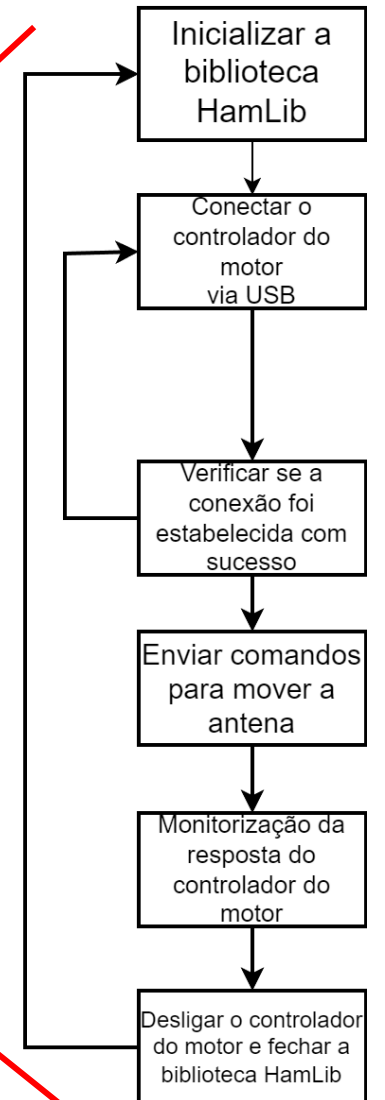 Inicializar a
biblioteca
HamLib
Conectar o
controlador do
motor
via USB
Verificar se a
conexão foi
estabelecida com
sucesso
Enviar comandos
para mover a
antena
Monitorização da
resposta do
controlador do
motor
Desligar o controlador
do motor e fechar a
biblioteca HamLib